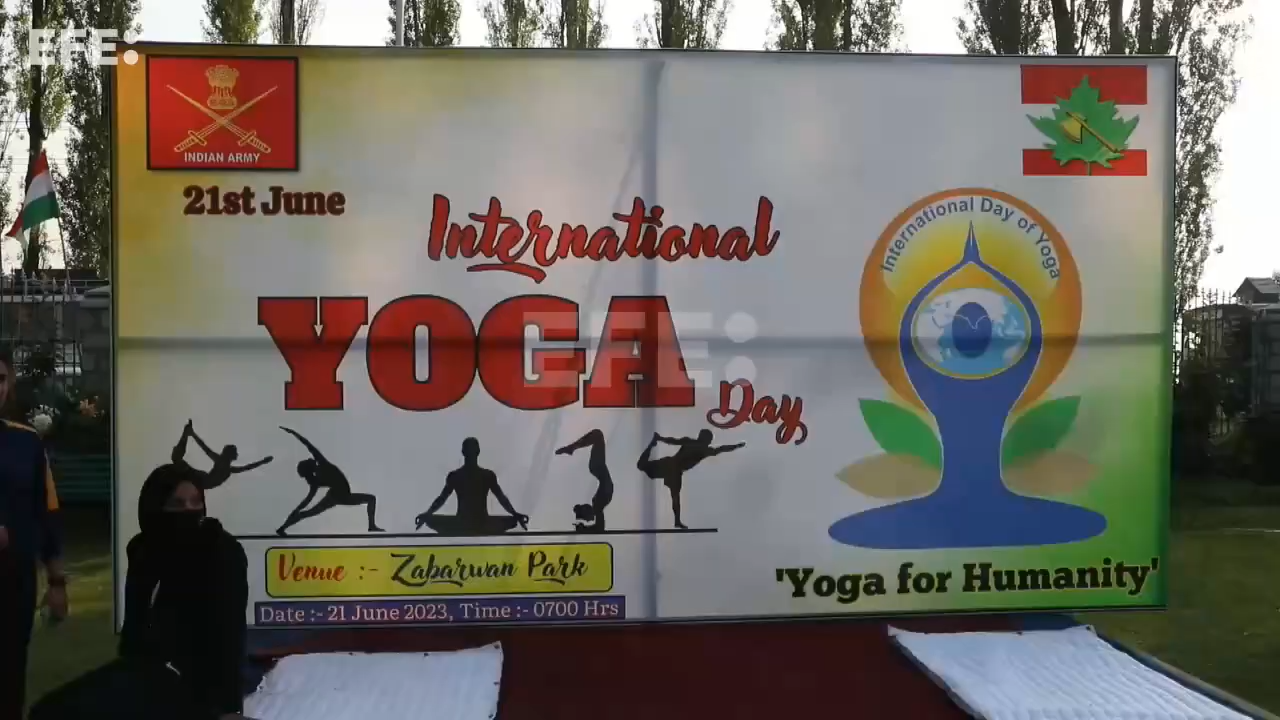 EFE:
INDIAN ARMY
21st June
International
YOGA
Day
EFE:
International Day of Yoga
Venue :- Zabarwan Park
Date :- 21 June 2023, Time :- 0700 Hrs
'Yoga for Humanity'